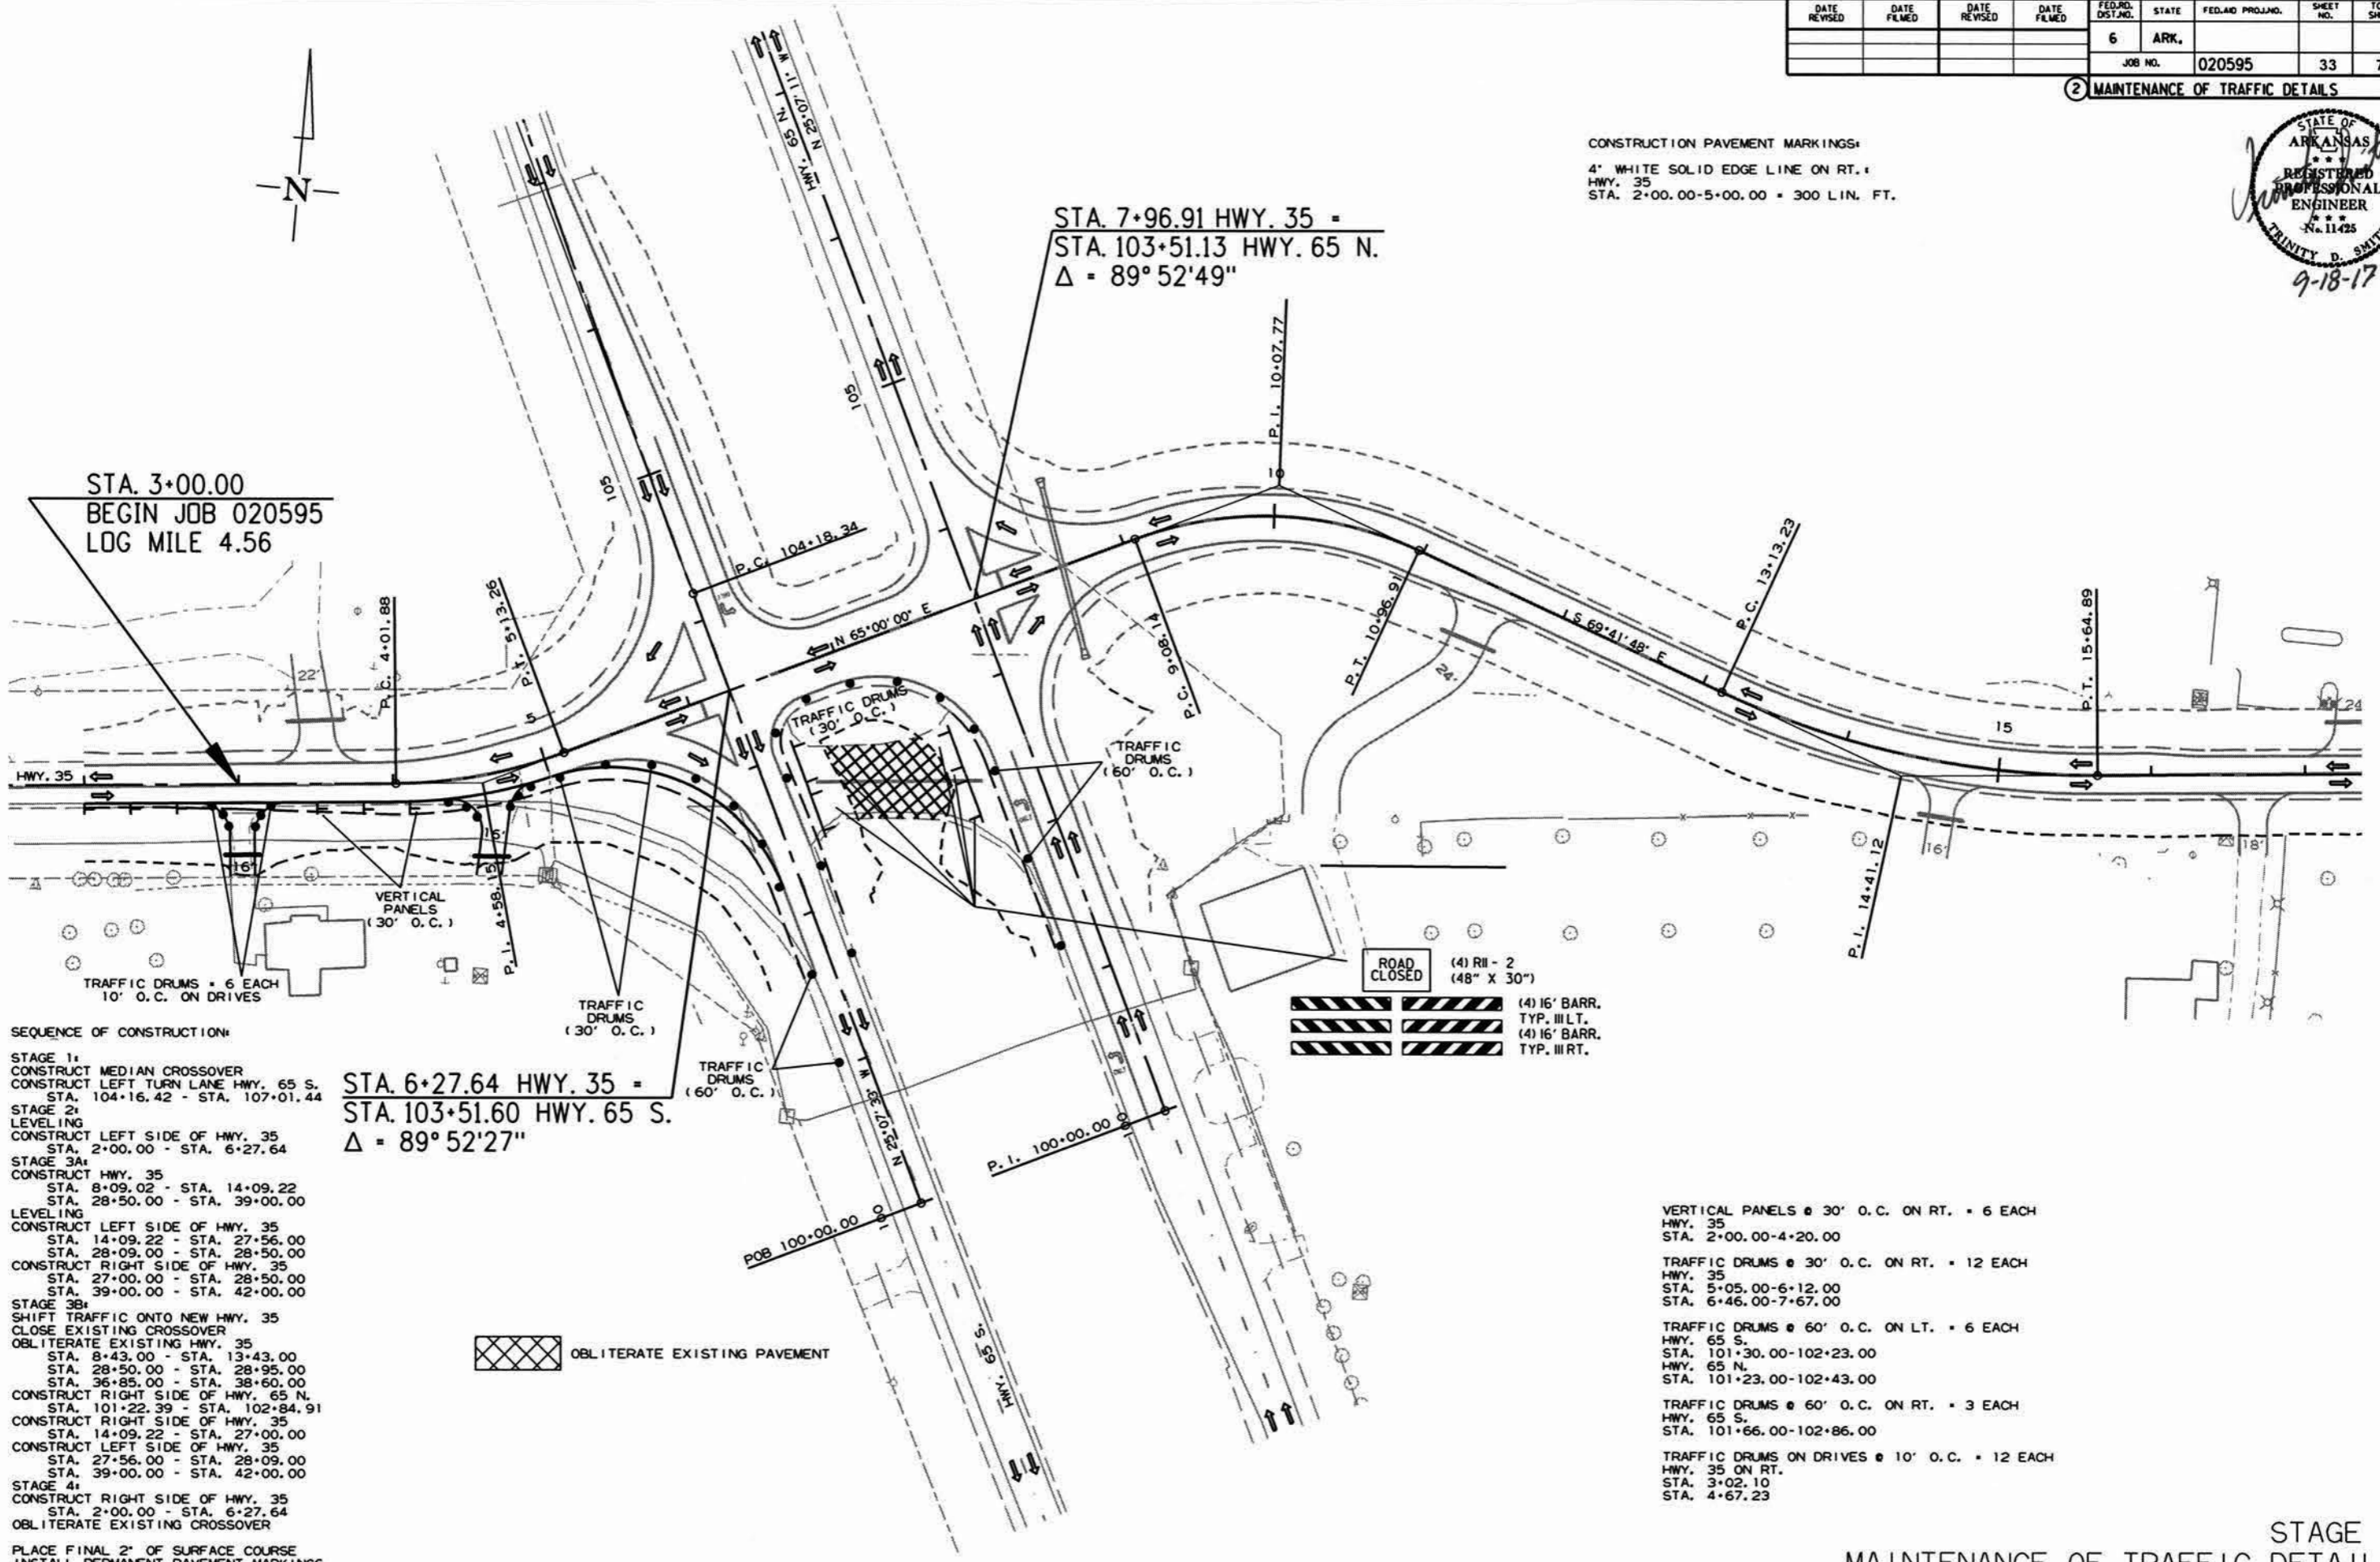 DATE REVISED
DATE FILMED
DATE REVISED
DATE FILMED
FED.RD. DIST.NO.
STATE
FED.AID PROJ.NO.
SHEET NO.
6
ARK.
JOB NO.
020595
33
2 MAINTENANCE OF TRAFFIC DETAILS
STATE OF
ARKANSAS
REGISTERED
PROFESSIONAL
ENGINEER
No. 11425
TRINITY D.
9-18-17
N
CONSTRUCTION PAVEMENT MARKINGS:
4" WHITE SOLID EDGE LINE ON RT.:
HWY. 35
STA. 2+00.00-5+00.00 = 300 LIN. FT.
HWY. 65 N.
N 25°07'11" W
STA. 7+96.91 HWY. 35 =
STA. 103+51.13 HWY. 65 N.
Δ = 89°52'49"
P.I. 10+07.77
105
105
10
STA. 3+00.00
BEGIN JOB 020595
LOG MILE 4.56
P.C. 104+18.34
P.C. 4+01.88
P.T. 5+13.26
22'
5
N 65°00'00" E
P.C. 9+08.14
P.T. 10+96.91
24'
S 69°41'48" E
P.C. 13+13.23
P.T. 15+64.89
15
24
HWY. 35
TRAFFIC DRUMS
(30' O.C.)
TRAFFIC
DRUMS
(60' O.C.)
16'
16'
16'
18'
VERTICAL
PANELS
(30' O.C.)
P.I. 4+58.15
P.I. 14+41.12
TRAFFIC DRUMS = 6 EACH
10' O.C. ON DRIVES
TRAFFIC
DRUMS
(30' O.C.)
TRAFFIC
DRUMS
(60' O.C.)
ROAD
CLOSED
(4) R11-2
(48" X 30")
(4) 16' BARR.
TYP. III LT.
(4) 16' BARR.
TYP. III RT.
STA. 6+27.64 HWY. 35 =
STA. 103+51.60 HWY. 65 S.
Δ = 89°52'27"
N 25°07'33" W
P.I. 100+00.00
100
POB 100+00.00
100
HWY. 65 S.
OBLITERATE EXISTING PAVEMENT
SEQUENCE OF CONSTRUCTION:
STAGE 1:
CONSTRUCT MEDIAN CROSSOVER
CONSTRUCT LEFT TURN LANE HWY. 65 S.
STA. 104+16.42 - STA. 107+01.44
STAGE 2:
LEVELING
CONSTRUCT LEFT SIDE OF HWY. 35
STA. 2+00.00 - STA. 6+27.64
STAGE 3A:
CONSTRUCT HWY. 35
STA. 8+09.02 - STA. 14+09.22
STA. 28+50.00 - STA. 39+00.00
LEVELING
CONSTRUCT LEFT SIDE OF HWY. 35
STA. 14+09.22 - STA. 27+56.00
STA. 28+09.00 - STA. 28+50.00
CONSTRUCT RIGHT SIDE OF HWY. 35
STA. 27+00.00 - STA. 28+50.00
STA. 39+00.00 - STA. 42+00.00
STAGE 3B:
SHIFT TRAFFIC ONTO NEW HWY. 35
CLOSE EXISTING CROSSOVER
OBLITERATE EXISTING HWY. 35
STA. 8+43.00 - STA. 13+43.00
STA. 28+50.00 - STA. 28+95.00
STA. 36+85.00 - STA. 38+60.00
CONSTRUCT RIGHT SIDE OF HWY. 65 N.
STA. 101+22.39 - STA. 102+84.91
CONSTRUCT RIGHT SIDE OF HWY. 35
STA. 14+09.22 - STA. 27+00.00
CONSTRUCT LEFT SIDE OF HWY. 35
STA. 27+56.00 - STA. 28+09.00
STA. 39+00.00 - STA. 42+00.00
STAGE 4:
CONSTRUCT RIGHT SIDE OF HWY. 35
STA. 2+00.00 - STA. 6+27.64
OBLITERATE EXISTING CROSSOVER
PLACE FINAL 2" OF SURFACE COURSE
INSTALL PERMANENT PAVEMENT MARKINGS
VERTICAL PANELS @ 30' O.C. ON RT. = 6 EACH
HWY. 35
STA. 2+00.00-4+20.00
TRAFFIC DRUMS @ 30' O.C. ON RT. = 12 EACH
HWY. 35
STA. 5+05.00-6+12.00
STA. 6+46.00-7+67.00
TRAFFIC DRUMS @ 60' O.C. ON LT. = 6 EACH
HWY. 65 S.
STA. 101+30.00-102+23.00
HWY. 65 N.
STA. 101+23.00-102+43.00
TRAFFIC DRUMS @ 60' O.C. ON RT. = 3 EACH
HWY. 65 S.
STA. 101+66.00-102+86.00
TRAFFIC DRUMS ON DRIVES @ 10' O.C. = 12 EACH
HWY. 35 ON RT.
STA. 3+02.10
STA. 4+67.23
STAGE
MAINTENANCE OF TRAFFIC